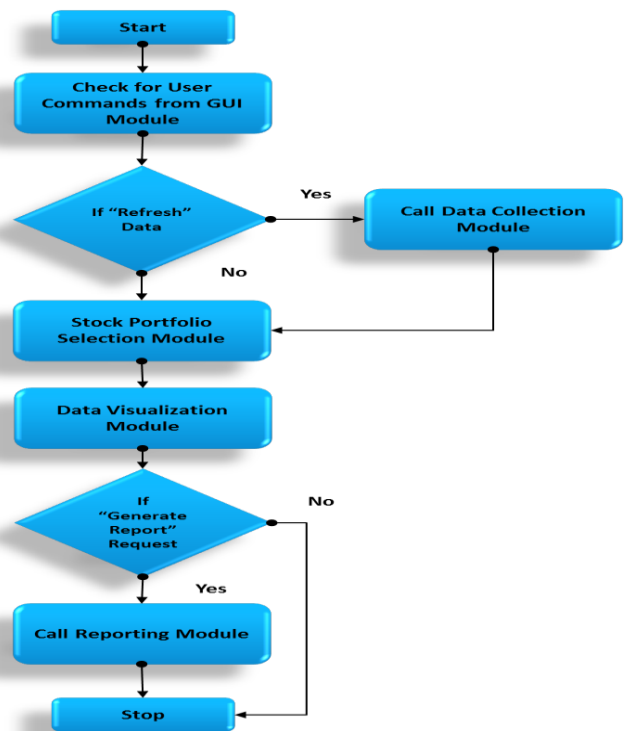 Start
Check for User
Commands from GUI
Module
If “Refresh”
Data
Yes
Call Data Collection
Module
No
Stock Portfolio
Selection Module
Data Visualization
Module
If
“Generate
Report”
Request
No
Yes
Call Reporting Module
Stop